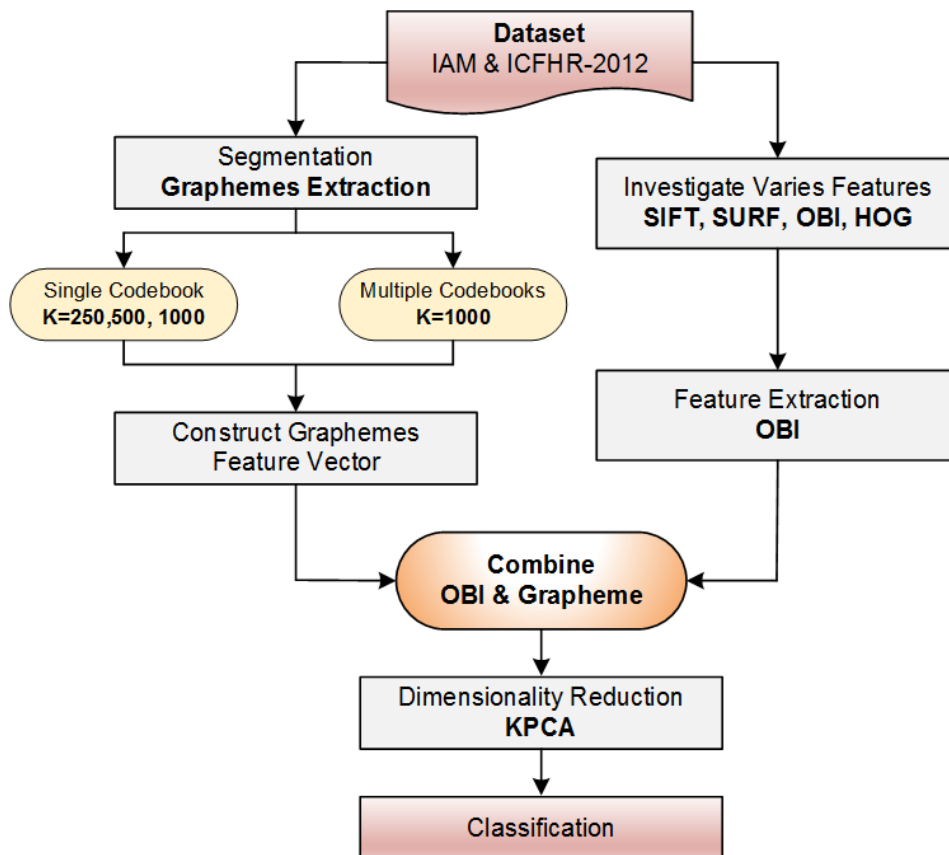 Dataset
IAM & ICFHR-2012
Segmentation
Graphemes Extraction
Investigate Varies Features
SIFT, SURF, OBI, HOG
Single Codebook
K=250,500, 1000
Multiple Codebooks
K=1000
Feature Extraction
OBI
Construct Graphemes
Feature Vector
Combine
OBI & Grapheme
Dimensionality Reduction
KPCA
Classification